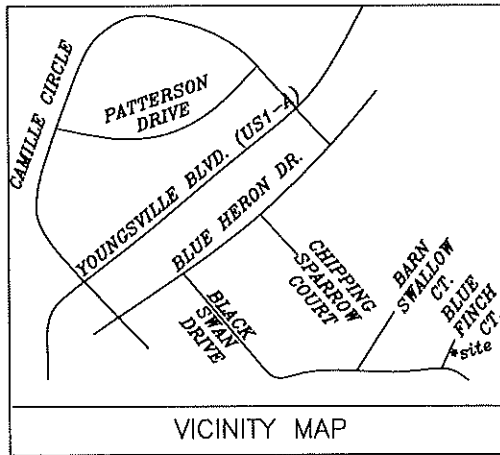 CAMILLE CIRCLE
PATTERSON
DRIVE
YOUNGSVILLE BLVD. (US1-A)
BLUE HERON DR.
BLACK
SWAN
DRIVE
CHIPPING
SPARROW
COURT
BARN
SWALLOW
CT.
BLUE
FINCH
CT.
*site
VICINITY MAP